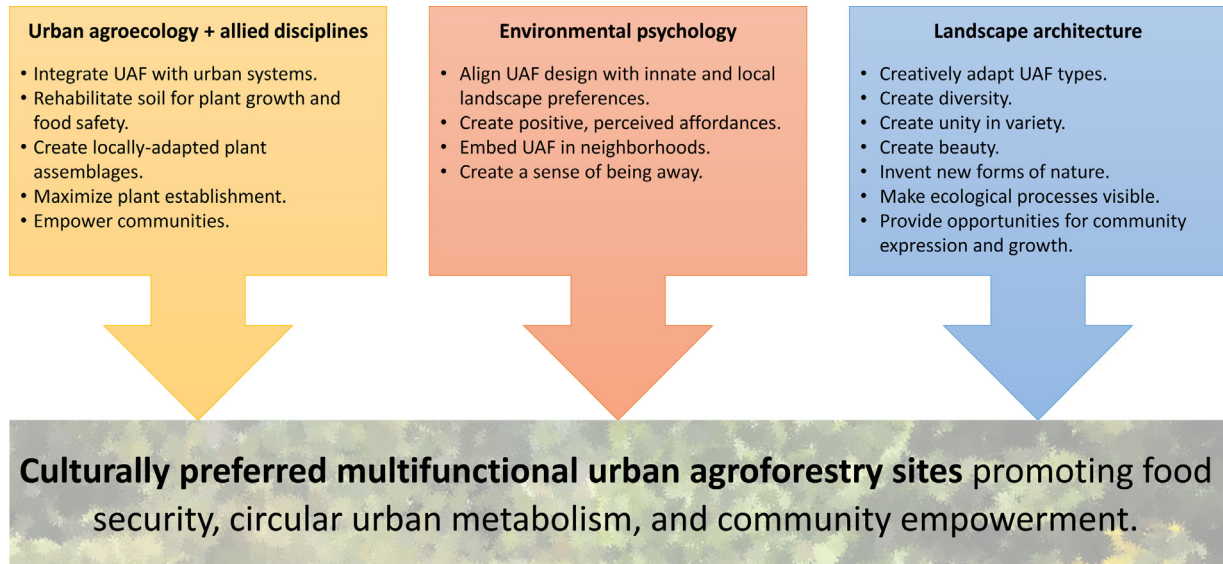 Urban agroecology + allied disciplines
• Integrate UAF with urban systems.
• Rehabilitate soil for plant growth and
food safety.
• Create locally-adapted plant
assemblages.
• Maximize plant establishment.
• Empower communities.
Environmental psychology
• Align UAF design with innate and local
landscape preferences.
• Create positive, perceived affordances.
• Embed UAF in neighborhoods.
• Create a sense of being away.
Landscape architecture
• Creatively adapt UAF types.
• Create diversity.
• Create unity in variety.
• Create beauty.
• Invent new forms of nature.
• Make ecological processes visible.
• Provide opportunities for community
expression and growth.
Culturally preferred multifunctional urban agroforestry sites promoting food
security, circular urban metabolism, and community empowerment.